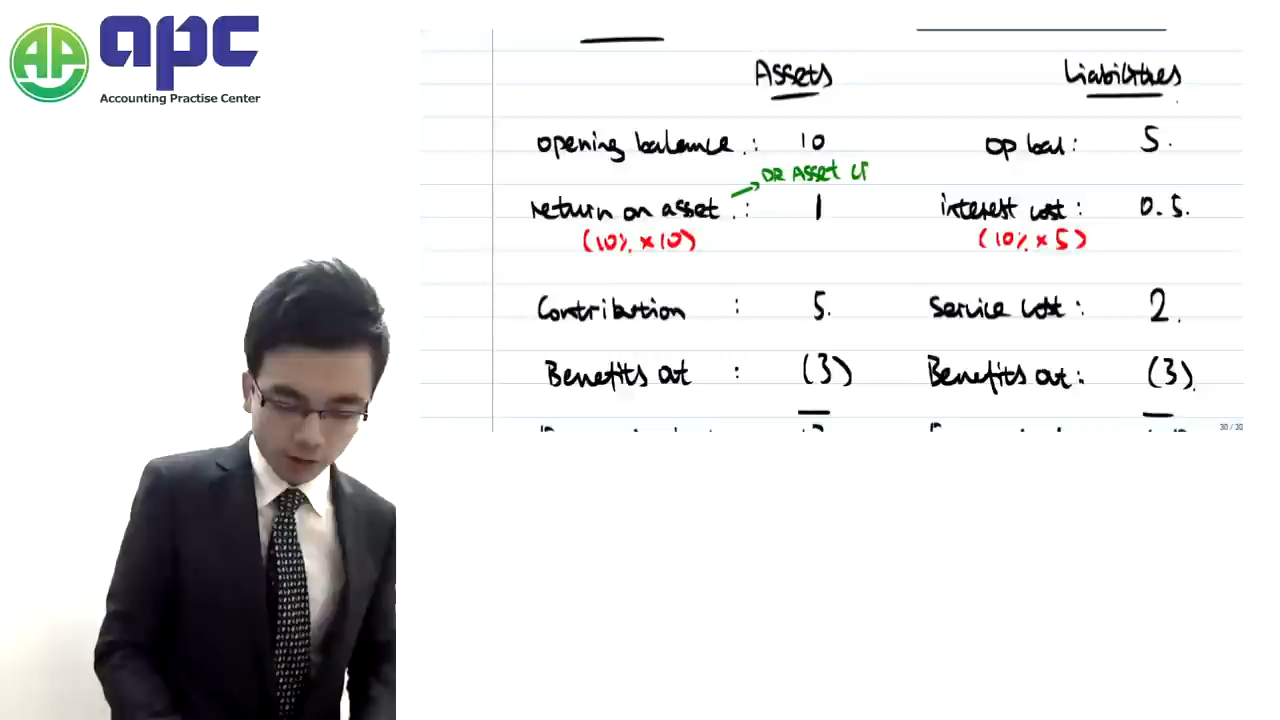 AP
apc
Accounting Practise Center
Assets Liabilities
opening balance : 10 op bal : 5.
DR Asset
return on asset : 1 interest cost : 0.5.
(10% × 10) (10% × 5)
Contribution : 5. Service cost : 2.
Benefits out : (3) Benefits out : (3).
30 / 30